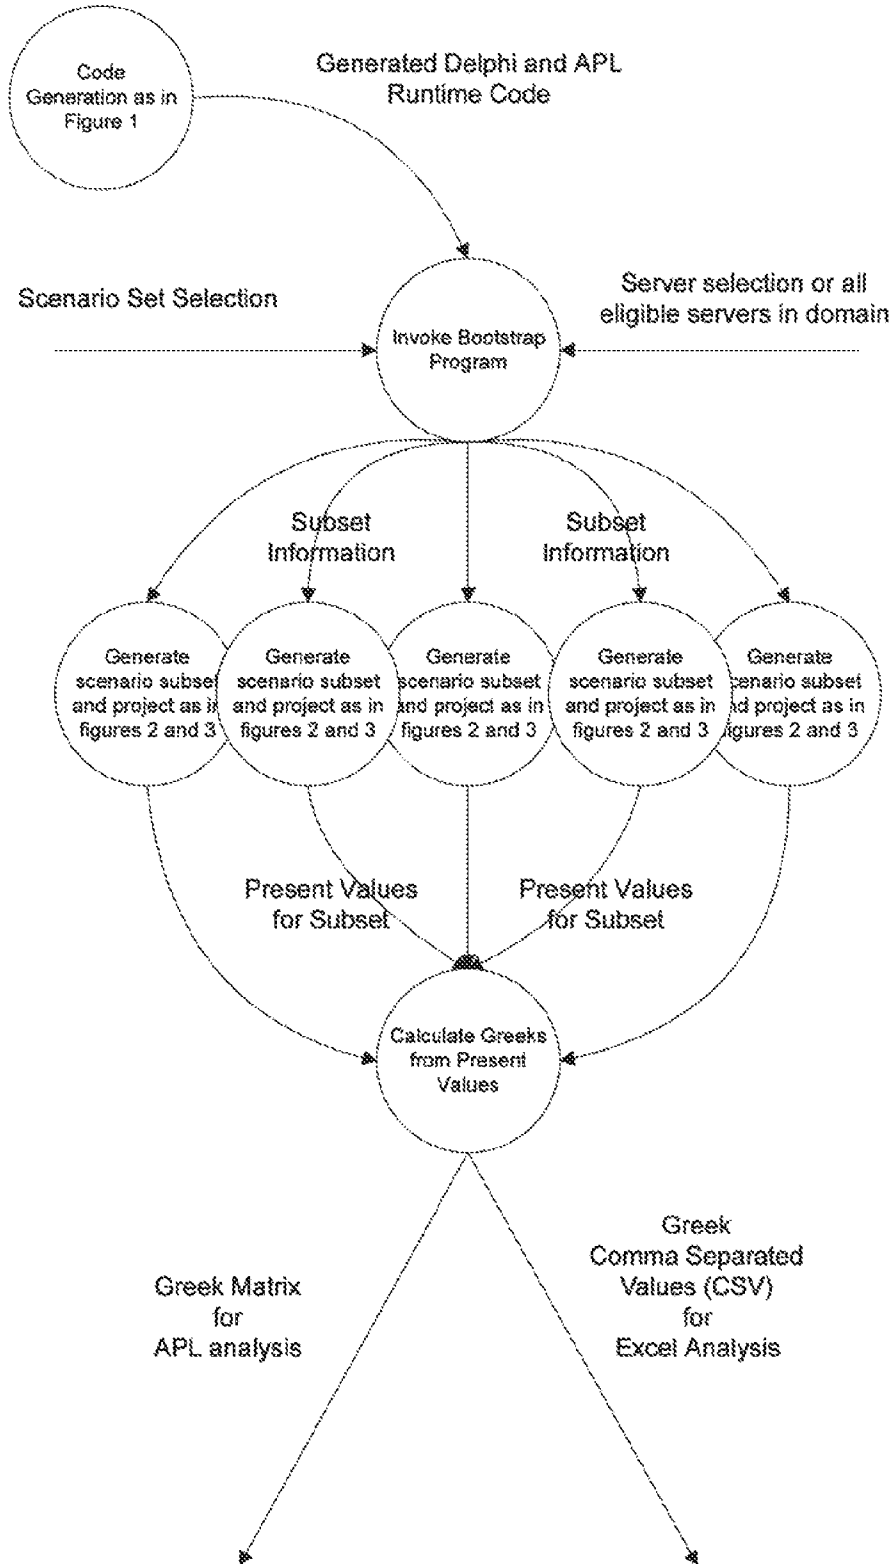 Code
Generation as in
Figure 1
Generated Delphi and APL
Runtime Code
Scenario Set Selection
Server selection or all
eligible servers in domain
Invoke Bootstrap
Program
Subset
Information
Subset
Information
Generate
scenario subset
and project as in
figures 2 and 3
Generate
scenario subset
and project as in
figures 2 and 3
Generate
scenario subset
and project as in
figures 2 and 3
Generate
scenario subset
and project as in
figures 2 and 3
Generate
scenario subset
and project as in
figures 2 and 3
Present Values
for Subset
Present Values
for Subset
Calculate Greeks
from Present
Values
Greek Matrix
for
APL analysis
Greek
Comma Separated
Values (CSV)
for
Excel Analysis